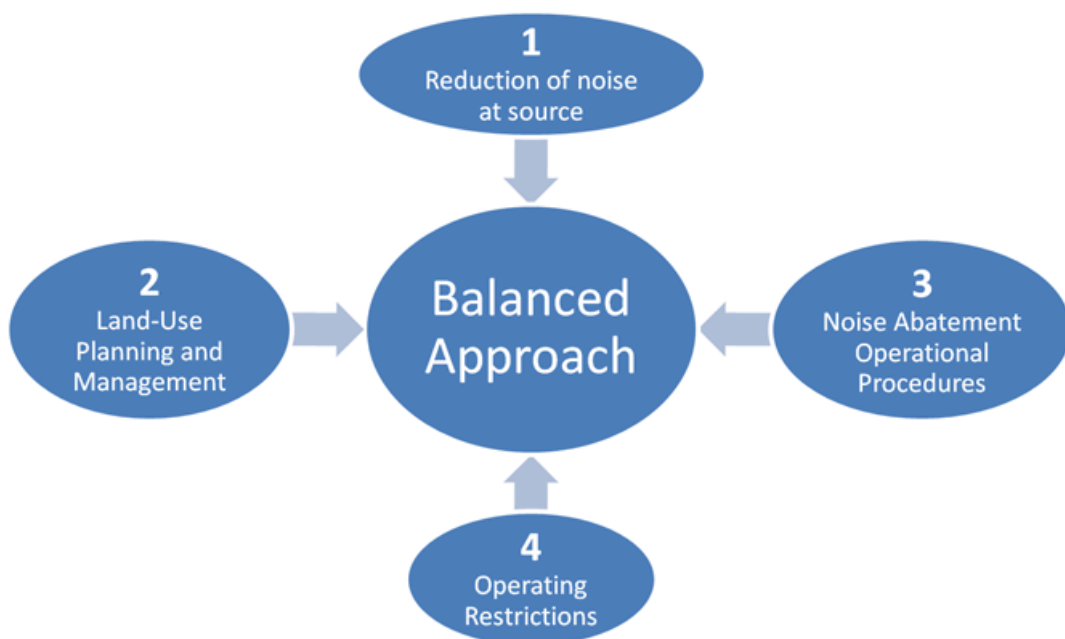 1
Reduction of noise
at source
2
Land-Use
Planning and
Management
Balanced
Approach
3
Noise Abatement
Operational
Procedures
4
Operating
Restrictions